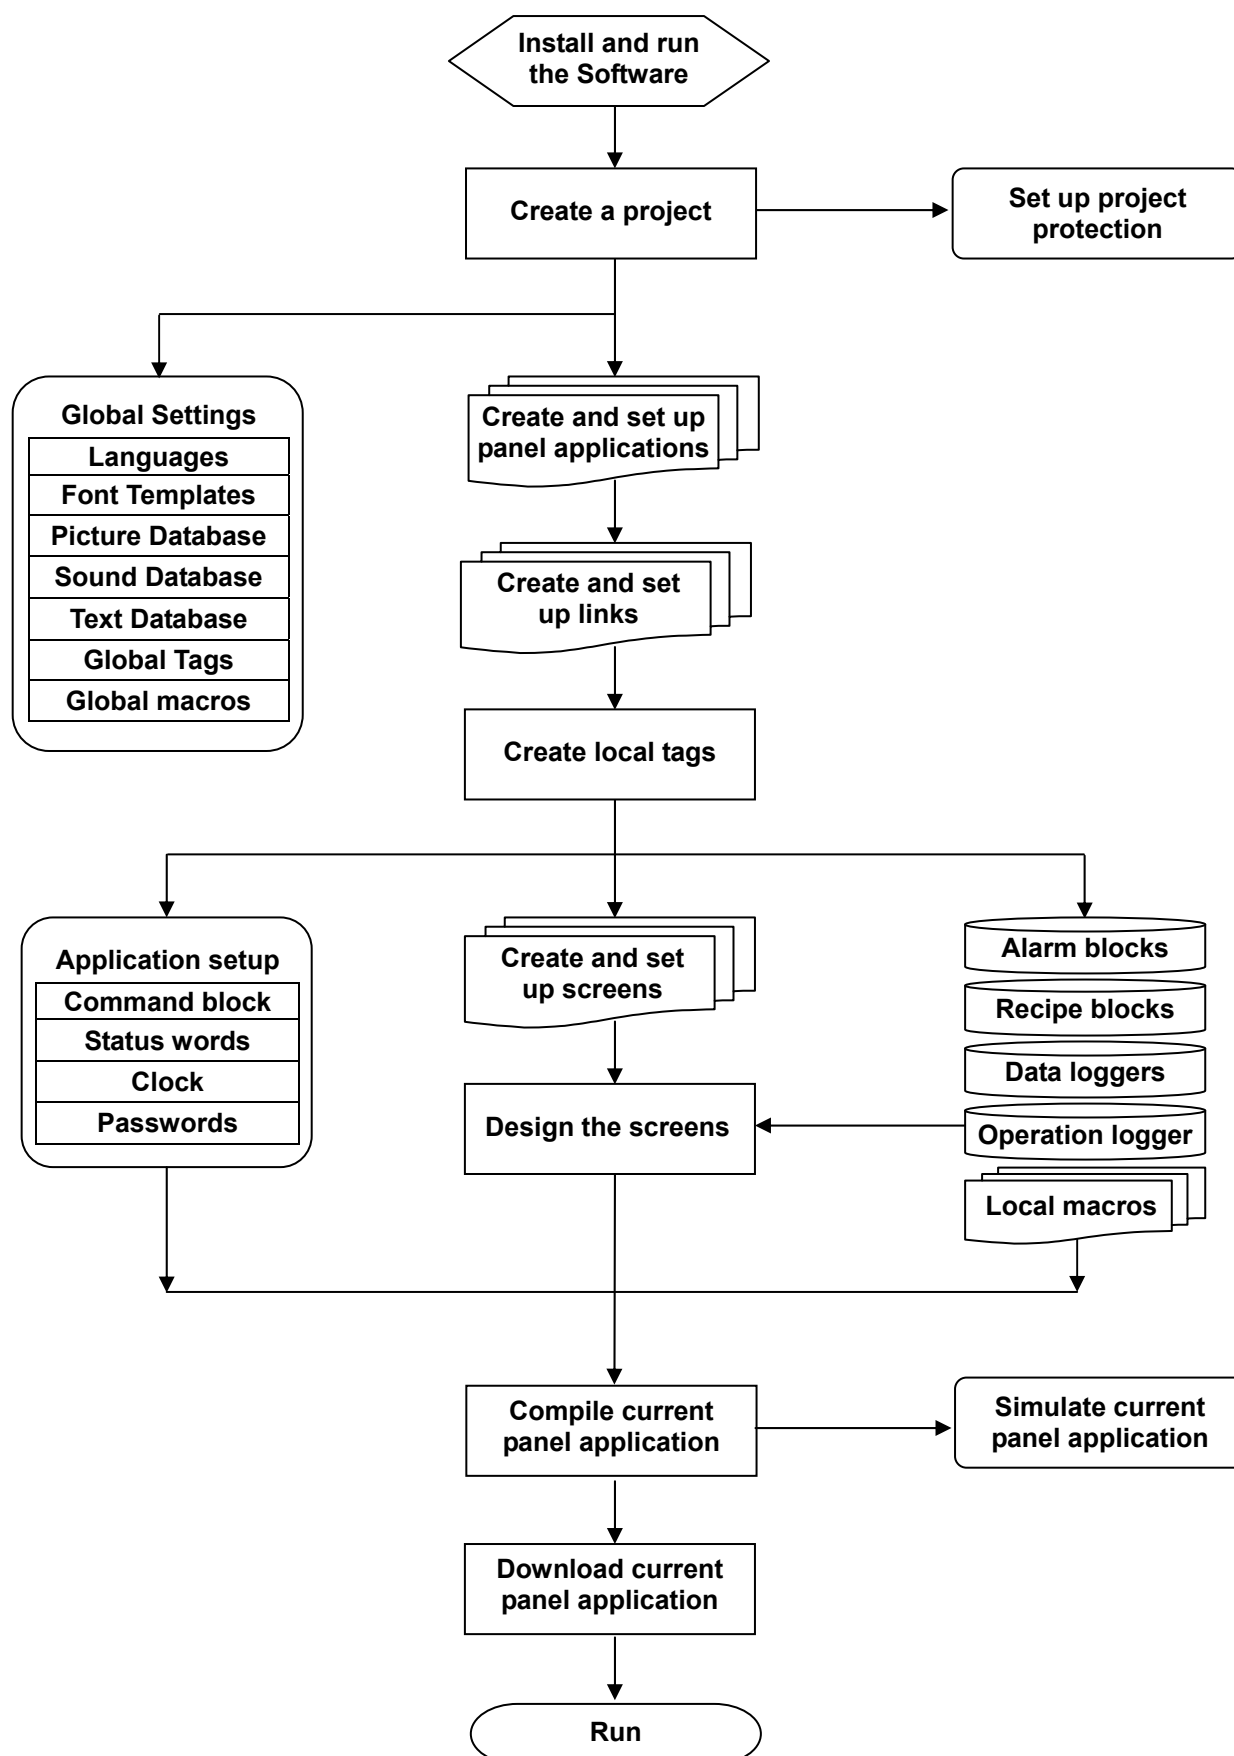 Install and run
the Software
Create a project
Set up project
protection
Global Settings
Languages
Font Templates
Picture Database
Sound Database
Text Database
Global Tags
Global macros
Create and set up
panel applications
Create and set
up links
Create local tags
Application setup
Command block
Status words
Clock
Passwords
Create and set
up screens
Design the screens
Alarm blocks
Recipe blocks
Data loggers
Operation logger
Local macros
Compile current
panel application
Simulate current
panel application
Download current
panel application
Run